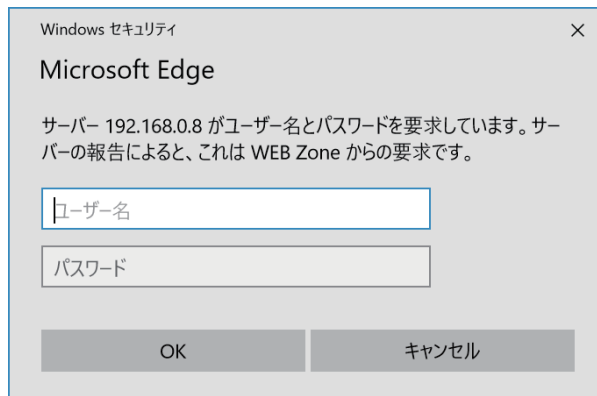 Windows セキュリティ
Microsoft Edge
サーバー 192.168.0.8 がユーザー名とパスワードを要求しています。サー
バーの報告によると、これは WEB Zone からの要求です。
ユーザー名
パスワード
OK
キャンセル